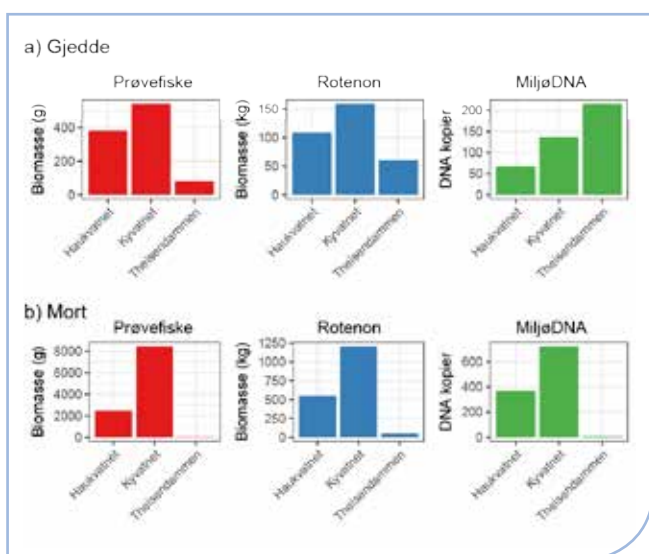 a) Gjedde
Prøvefiske Rotenon MiljøDNA
Biomasse (g)
400
200
0
Haukvatnet
Kyvatnet
Theisendammen
Biomasse (kg)
150
100
50
0
Haukvatnet
Kyvatnet
Theisendammen
DNA kopier
200
150
100
50
0
Haukvatnet
Kyvatnet
Theisendammen
b) Mort
Prøvefiske Rotenon MiljøDNA
Biomasse (g)
8000
6000
4000
2000
0
Haukvatnet
Kyvatnet
Theisendammen
Biomasse (kg)
1250
1000
750
500
250
0
Haukvatnet
Kyvatnet
Theisendammen
DNA kopier
600
400
200
0
Haukvatnet
Kyvatnet
Theisendammen